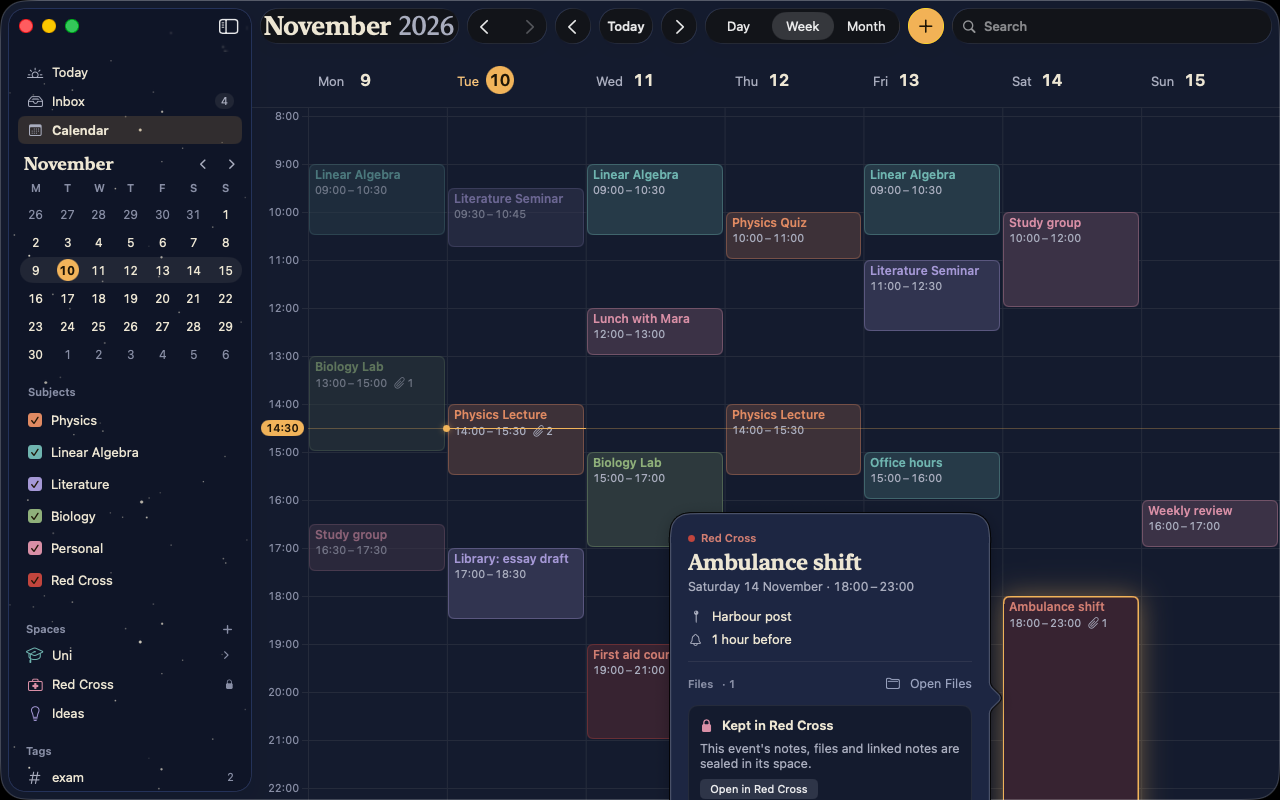 November 2026
Today
Day
Week
Month
Search
Today
Inbox
4
Calendar
November
M T W T F S S
26 27 28 29 30 31 1
2 3 4 5 6 7 8
9 10 11 12 13 14 15
16 17 18 19 20 21 22
23 24 25 26 27 28 29
30 1 2 3 4 5 6
Subjects
Physics
Linear Algebra
Literature
Biology
Personal
Red Cross
Spaces
Uni
Red Cross
Ideas
Tags
# exam 2
Mon 9
Tue 10
Wed 11
Thu 12
Fri 13
Sat 14
Sun 15
8:00
9:00
10:00
11:00
12:00
13:00
14:00
14:30
15:00
16:00
17:00
18:00
19:00
20:00
21:00
22:00
Linear Algebra
09:00–10:30
Biology Lab
13:00–15:00 1
Study group
16:30–17:30
Literature Seminar
09:30–10:45
Physics Lecture
14:00–15:30 2
Library: essay draft
17:00–18:30
Linear Algebra
09:00–10:30
Lunch with Mara
12:00–13:00
Biology Lab
15:00–17:00
First aid cour
19:00–21:00
Physics Quiz
10:00–11:00
Physics Lecture
14:00–15:30
Linear Algebra
09:00–10:30
Literature Seminar
11:00–12:30
Office hours
15:00–16:00
Study group
10:00–12:00
Ambulance shift
18:00–23:00 1
Weekly review
16:00–17:00
Red Cross
Ambulance shift
Saturday 14 November · 18:00–23:00
Harbour post
1 hour before
Files · 1
Open Files
Kept in Red Cross
This event's notes, files and linked notes are
sealed in its space.
Open in Red Cross